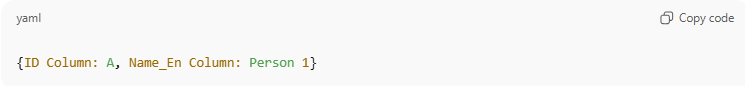 yaml Copy code
{ID Column: A, Name_En Column: Person 1}